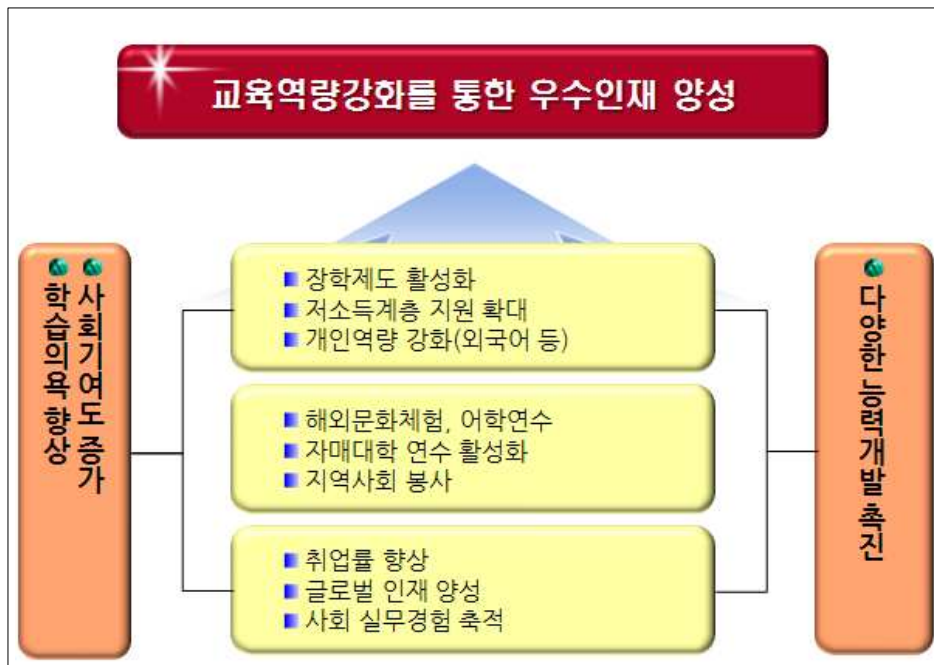 교육역량강화를 통한 우수인재 양성
학습의욕 향상
사회기여도 증가
장학제도 활성화
저소득계층 지원 확대
개인역량 강화(외국어 등)
해외문화체험, 어학연수
자매대학 연수 활성화
지역사회 봉사
취업률 향상
글로벌 인재 양성
사회 실무경험 축적
다양한 능력개발 촉진